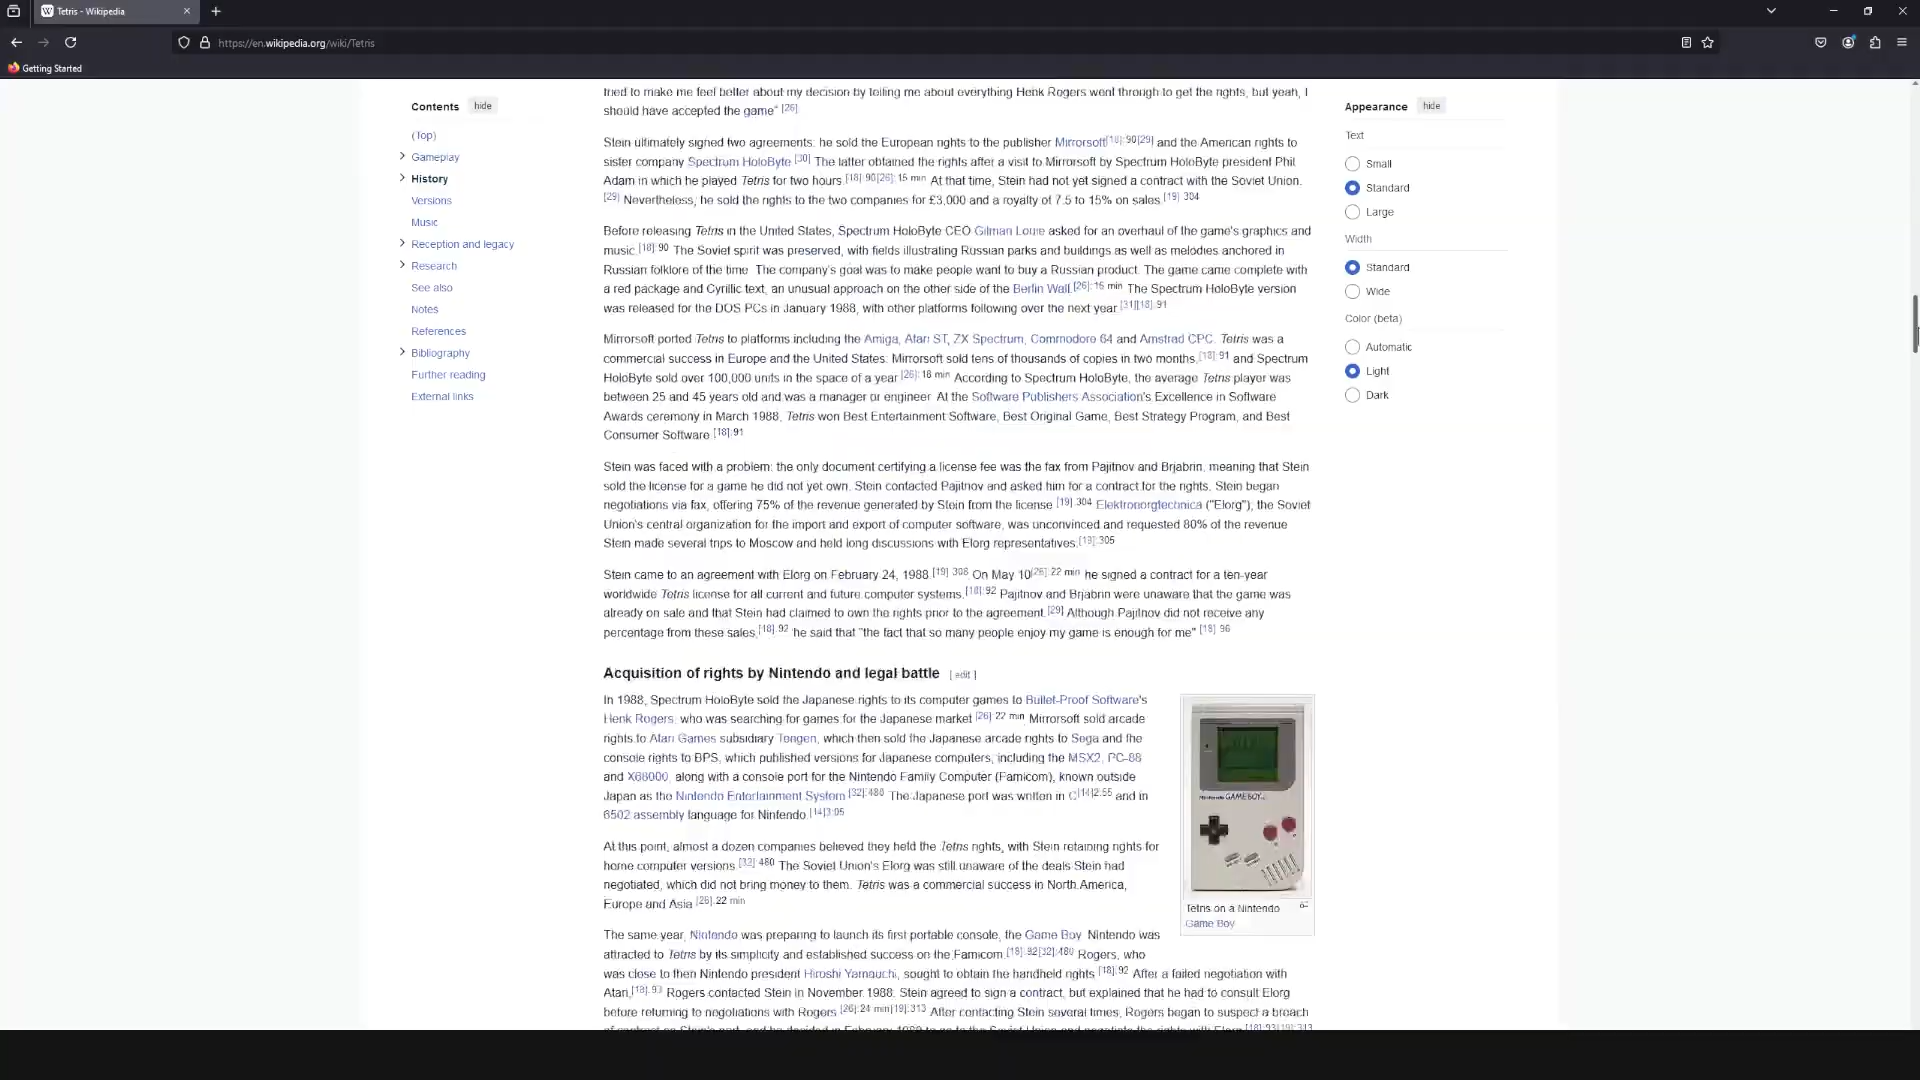 Tetris - Wikipedia
https://en.wikipedia.org/wiki/Tetris
Getting Started
Contents hide
(Top)
Gameplay
History
Versions
Music
Reception and legacy
Research
See also
Notes
References
Bibliography
Further reading
External links
tried to make me feel better about my decision by telling me about everything Henk Rogers went through to get the rights, but yeah, I
should have accepted the game" [26]
Stein ultimately signed two agreements: he sold the European rights to the publisher Mirrorsoft[18]:90[29] and the American rights to
sister company Spectrum HoloByte.[30] The latter obtained the rights after a visit to Mirrorsoft by Spectrum HoloByte president Phil
Adam in which he played Tetris for two hours.[18]:90[26]:15 min At that time, Stein had not yet signed a contract with the Soviet Union.
[29] Nevertheless, he sold the rights to the two companies for £3,000 and a royalty of 7.5 to 15% on sales.[19]:304
Before releasing Tetris in the United States, Spectrum HoloByte CEO Gilman Louie asked for an overhaul of the game's graphics and
music.[18]:90 The Soviet spirit was preserved, with fields illustrating Russian parks and buildings as well as melodies anchored in
Russian folklore of the time. The company's goal was to make people want to buy a Russian product. The game came complete with
a red package and Cyrillic text, an unusual approach on the other side of the Berlin Wall.[26]:16 min The Spectrum HoloByte version
was released for the DOS PCs in January 1988, with other platforms following over the next year.[31][18]:91
Mirrorsoft ported Tetris to platforms including the Amiga, Atari ST, ZX Spectrum, Commodore 64 and Amstrad CPC. Tetris was a
commercial success in Europe and the United States: Mirrorsoft sold tens of thousands of copies in two months,[18]:91 and Spectrum
HoloByte sold over 100,000 units in the space of a year.[26]:18 min According to Spectrum HoloByte, the average Tetris player was
between 25 and 45 years old and was a manager or engineer. At the Software Publishers Association's Excellence in Software
Awards ceremony in March 1988, Tetris won Best Entertainment Software, Best Original Game, Best Strategy Program, and Best
Consumer Software.[18]:91
Stein was faced with a problem: the only document certifying a license fee was the fax from Pajitnov and Brjabrin, meaning that Stein
sold the license for a game he did not yet own. Stein contacted Pajitnov and asked him for a contract for the rights. Stein began
negotiations via fax, offering 75% of the revenue generated by Stein from the license.[19]:304 Elektronorgtechnica ("Elorg"), the Soviet
Union's central organization for the import and export of computer software, was unconvinced and requested 80% of the revenue
Stein made several trips to Moscow and held long discussions with Elorg representatives.[19]:305
Stein came to an agreement with Elorg on February 24, 1988.[19]:308 On May 10[26]:22 min he signed a contract for a ten-year
worldwide Tetris license for all current and future computer systems.[18]:92 Pajitnov and Brjabrin were unaware that the game was
already on sale and that Stein had claimed to own the rights prior to the agreement.[29] Although Pajitnov did not receive any
percentage from these sales,[18]:92 he said that "the fact that so many people enjoy my game is enough for me".[18]:96
Acquisition of rights by Nintendo and legal battle [ edit ]
In 1988, Spectrum HoloByte sold the Japanese rights to its computer games to Bullet-Proof Software's
Henk Rogers, who was searching for games for the Japanese market.[26]:22 min Mirrorsoft sold arcade
rights to Atari Games subsidiary Tengen, which then sold the Japanese arcade rights to Sega and the
console rights to BPS, which published versions for Japanese computers, including the MSX2, PC-88
and X68000, along with a console port for the Nintendo Family Computer (Famicom), known outside
Japan as the Nintendo Entertainment System.[32]:480 The Japanese port was written in C[14]2:55 and in
6502 assembly language for Nintendo.[14]3:05
At this point, almost a dozen companies believed they held the Tetris rights, with Stein retaining rights for
home computer versions.[32]:480 The Soviet Union's Elorg was still unaware of the deals Stein had
negotiated, which did not bring money to them. Tetris was a commercial success in North America,
Europe and Asia.[26]:22 min
The same year, Nintendo was preparing to launch its first portable console, the Game Boy. Nintendo was
attracted to Tetris by its simplicity and established success on the Famicom.[18]:92[32]:480 Rogers, who
was close to then Nintendo president Hiroshi Yamauchi, sought to obtain the handheld rights.[18]:92 After a failed negotiation with
Atari,[18]:93 Rogers contacted Stein in November 1988. Stein agreed to sign a contract, but explained that he had to consult Elorg
before returning to negotiations with Rogers.[26]:24 min[19]:313 After contacting Stein several times, Rogers began to suspect a breach
of contract on Stein's part, and he decided in February 1989 to go to the Soviet Union and negotiate the rights with Elorg.[18]:93[19]:313
Nintendo GAME BOY
Tetris on a Nintendo
Game Boy
Appearance hide
Text
Small
Standard
Large
Width
Standard
Wide
Color (beta)
Automatic
Light
Dark